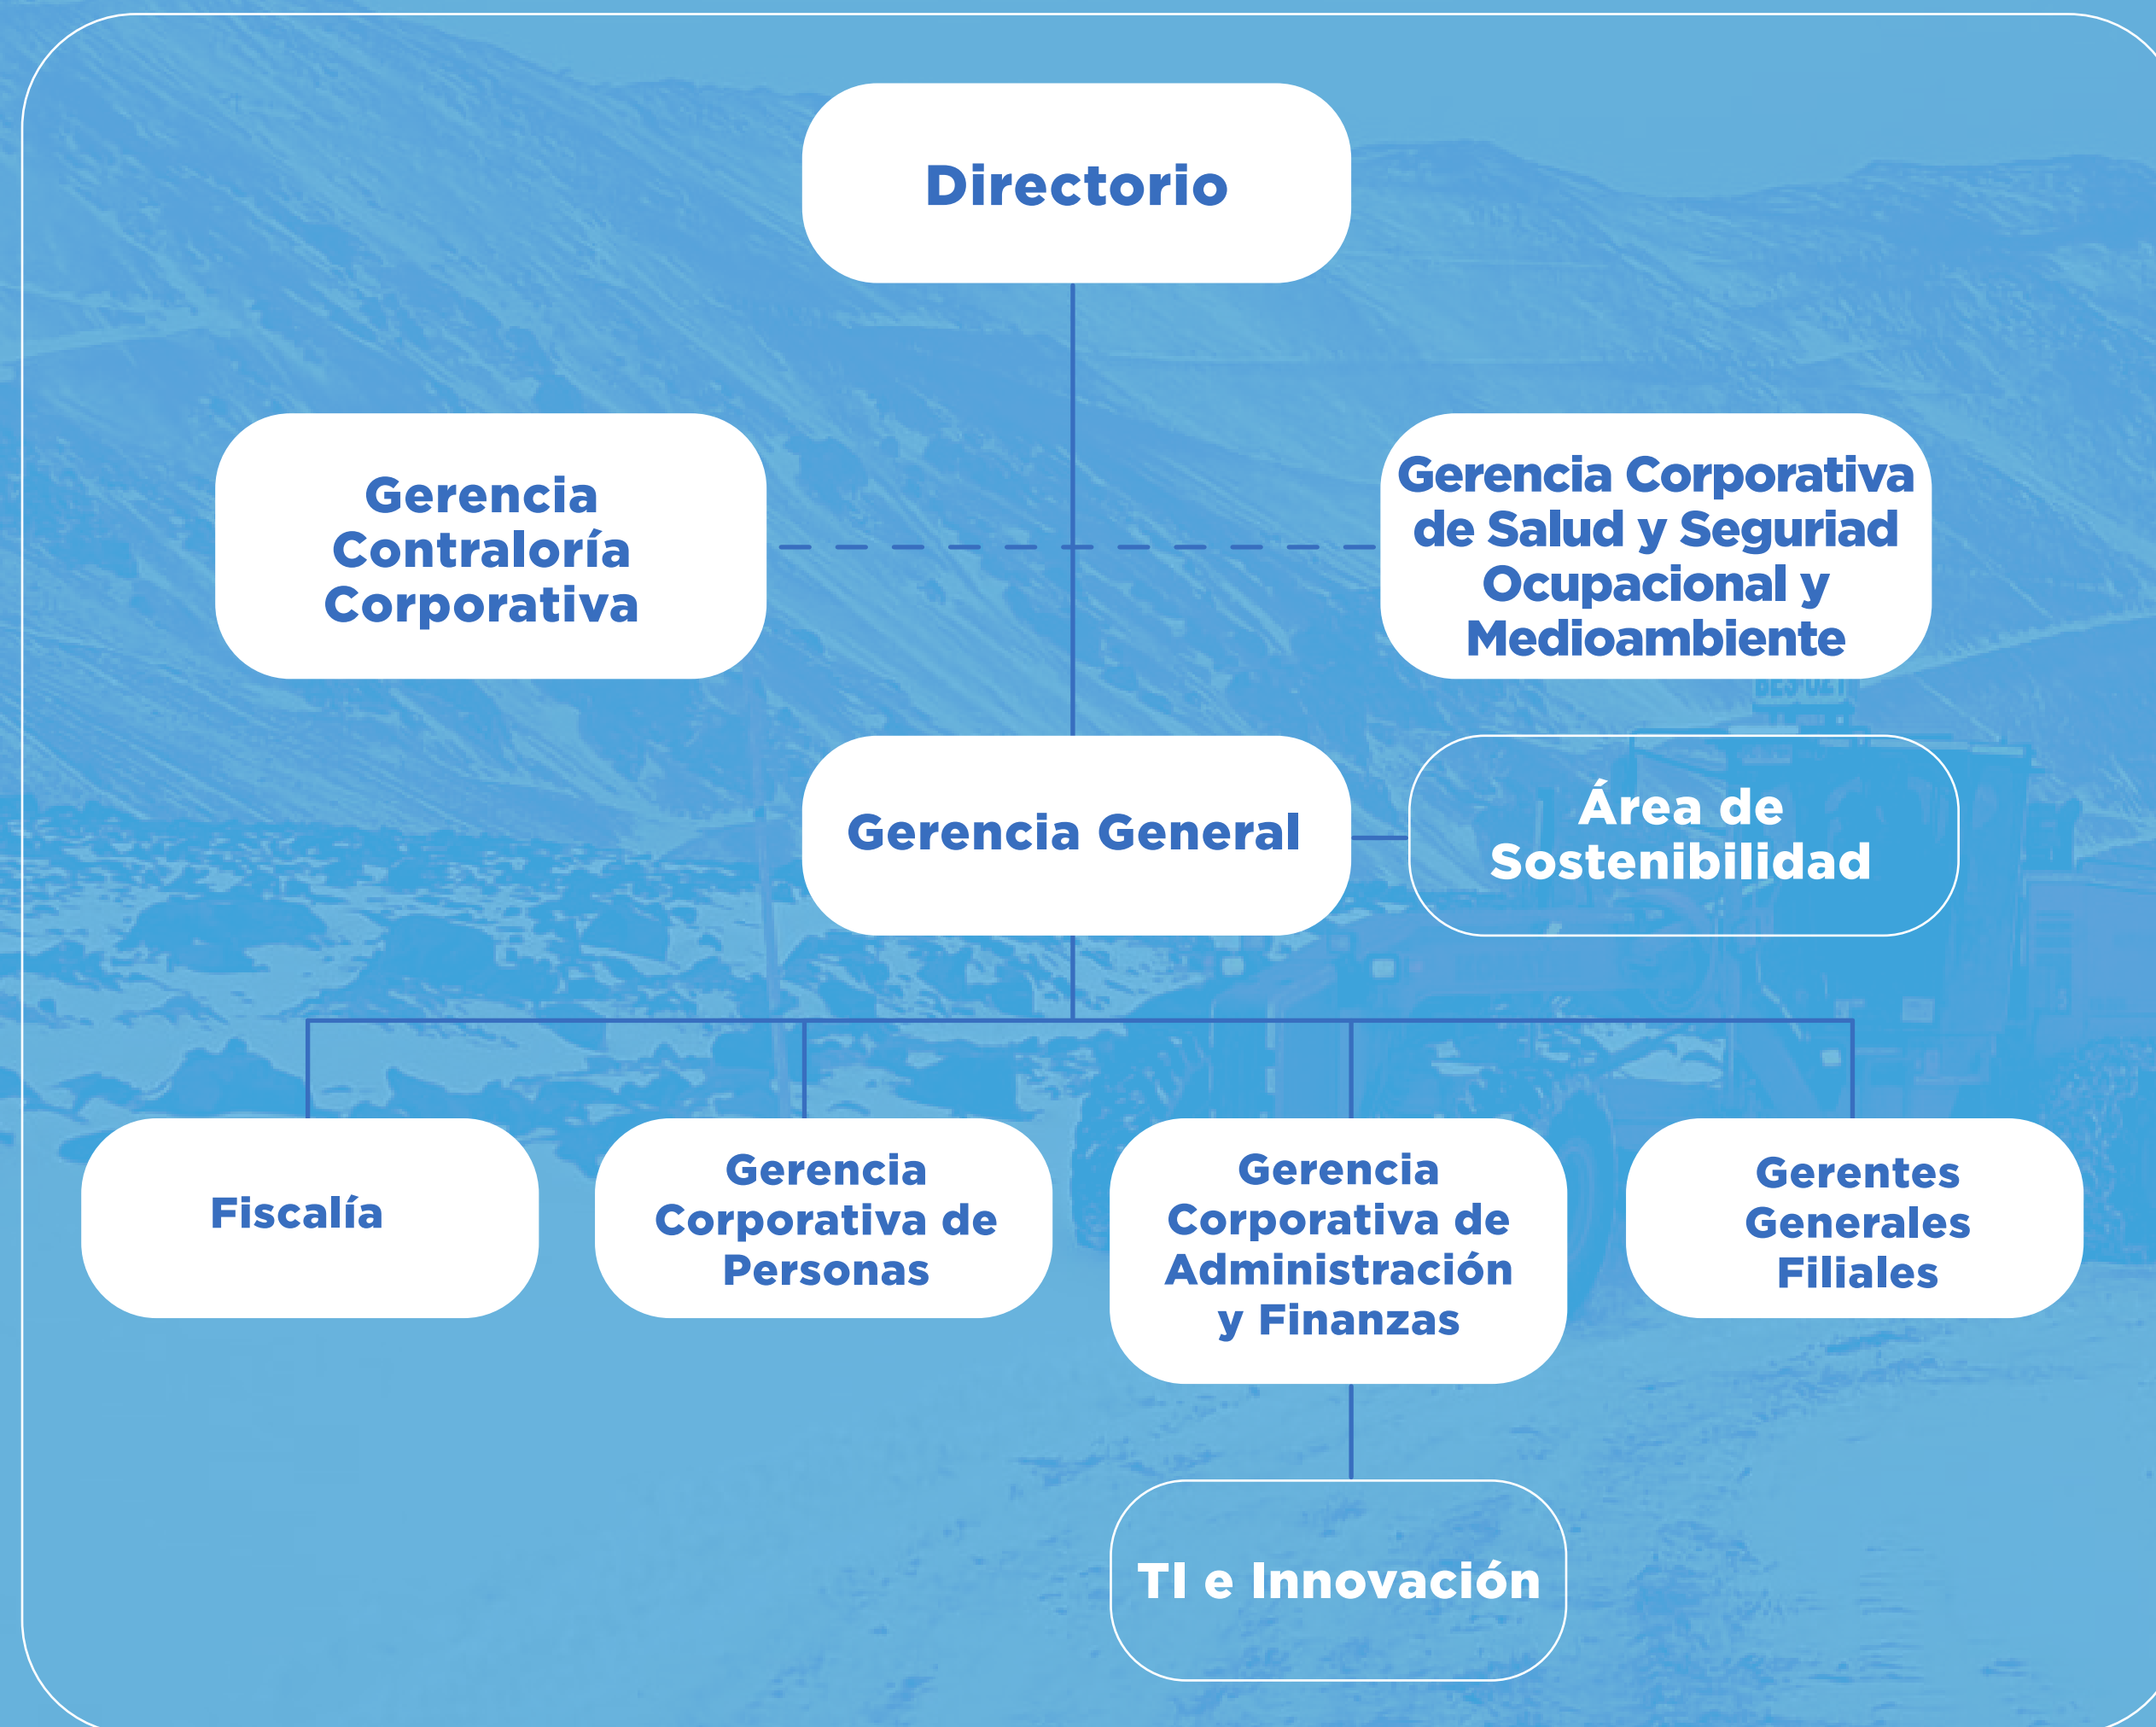 Directorio
Gerencia
Contraloría
Corporativa
Gerencia Corporativa
de Salud y Seguriad
Ocupacional y
Medioambiente
Gerencia General
Área de
Sostenibilidad
Fiscalía
Gerencia
Corporativa de
Personas
Gerencia
Corporativa de
Administración
y Finanzas
Gerentes
Generales
Filiales
TI e Innovación